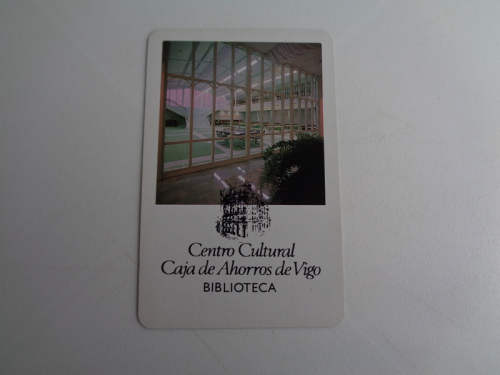 Centro Cultural
Caja de Ahorros de Vigo
BIBLIOTECA